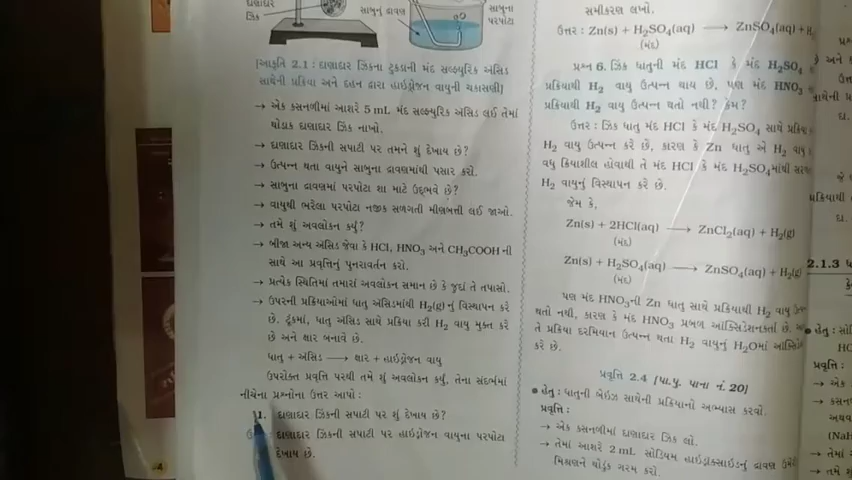 દાણાદાર
ઝિંક
સાબુનું દ્રાવણ
સાબુના
પરપોટા
[આકૃતિ 2.1 : દાણાદાર ઝિંકના ટુકડાની મંદ સલ્ફ્યુરિક ઍસિડ
સાથેની પ્રક્રિયા અને દહન દ્વારા હાઇડ્રોજન વાયુની ચકાસણી]
→ એક કસનળીમાં આશરે 5 mL મંદ સલ્ફ્યુરિક ઍસિડ લઈ તેમાં
થોડાક દાણાદાર ઝિંક નાખો.
→ દાણાદાર ઝિંકની સપાટી પર તમને શું દેખાય છે?
→ ઉત્પન્ન થતા વાયુને સાબુના દ્રાવણમાંથી પસાર કરો.
→ સાબુના દ્રાવણમાં પરપોટા શા માટે ઉદ્ભવે છે?
→ વાયુથી ભરેલા પરપોટા નજીક સળગતી મીણબત્તી લઈ જાઓ.
→ તમે શું અવલોકન કર્યું?
→ બીજા અન્ય ઍસિડ જેવા કે HCl, HNO3 અને CH3COOH ની
સાથે આ પ્રવૃત્તિનું પુનરાવર્તન કરો.
→ પ્રત્યેક સ્થિતિમાં તમારાં અવલોકન સમાન છે કે જુદાં તે તપાસો.
→ ઉપરની પ્રક્રિયાઓમાં ધાતુ ઍસિડમાંથી H2(g) નું વિસ્થાપન કરે
છે. ટૂંકમાં, ધાતુ ઍસિડ સાથે પ્રક્રિયા કરી H2 વાયુ મુક્ત કરે
છે અને ક્ષાર બનાવે છે.
ધાતુ + ઍસિડ ⟶ ક્ષાર + હાઇડ્રોજન વાયુ
ઉપરોક્ત પ્રવૃત્તિ પરથી તમે શું અવલોકન કર્યું, તેના સંદર્ભમાં
નીચેના પ્રશ્નોના ઉત્તર આપો :
1. દાણાદાર ઝિંકની સપાટી પર શું દેખાય છે?
દાણાદાર ઝિંકની સપાટી પર હાઇડ્રોજન વાયુના પરપોટા
દેખાય છે.
4
સમીકરણ લખો.
ઉત્તર : Zn(s) + H2SO4(aq) ⟶ ZnSO4(aq) +
(મંદ)
પ્રશ્ન 6. ઝિંક ધાતુની મંદ HCl કે મંદ H2SO4
પ્રક્રિયાથી H2 વાયુ ઉત્પન્ન થાય છે, પણ મંદ HNO3
પ્રક્રિયાથી H2 વાયુ ઉત્પન્ન થતો નથી? કેમ?
ઉત્તર : ઝિંક ધાતુ મંદ HCl કે મંદ H2SO4 સાથે
H2 વાયુ ઉત્પન્ન કરે છે, કારણ કે Zn ધાતુ એ H2
વધુ ક્રિયાશીલ હોવાથી તે મંદ HCl કે મંદ H2SO4માંથી
H2 વાયુનું વિસ્થાપન કરે છે.
જેમ કે,
Zn(s) + 2HCl(aq) ⟶ ZnCl2(aq) + H2(g)
(મંદ)
Zn(s) + H2SO4(aq) ⟶ ZnSO4(aq) + H2(g)
(મંદ)
પણ મંદ HNO3ની Zn ધાતુ સાથે પ્રક્રિયાથી H2 વાયુ
થતો નથી, કારણ કે મંદ HNO3 પ્રબળ ઑક્સિડેશનકર્તા છે.
તે પ્રક્રિયા દરમિયાન ઉત્પન્ન થતા H2 વાયુનું H2Oમાં
કરે છે.
પ્રવૃત્તિ 2.4 [પા.પુ. પાના નં. 20]
● હેતુ : ધાતુની બેઇઝ સાથેની પ્રક્રિયાનો અભ્યાસ કરવો.
પ્રવૃત્તિ :
→ એક કસનળીમાં દાણાદાર ઝિંક લો.
→ તેમાં આશરે 2 mL સોડિયમ હાઇડ્રૉક્સાઇડનું દ્રાવણ
મિશ્રણને થોડુંક ગરમ કરો.
2.1.3
● હેતુ :
પ્રવૃત્તિ :
→ એક